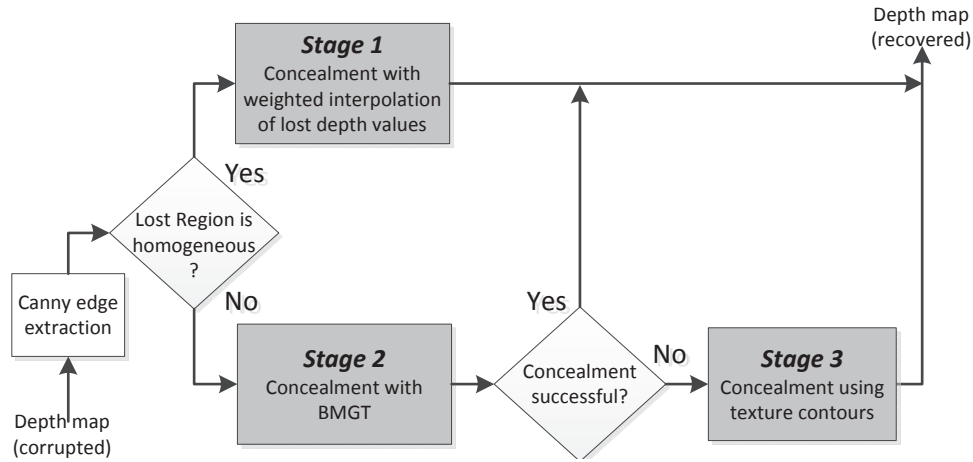 Depth map
(recovered)
Stage 1
Concealment with
weighted interpolation
of lost depth values
Yes
Lost Region is
homogeneous
?
Canny edge
extraction
No
Yes
Stage 2
Concealment with
BMGT
Concealment
successful?
No
Stage 3
Concealment using
texture contours
Depth map
(corrupted)